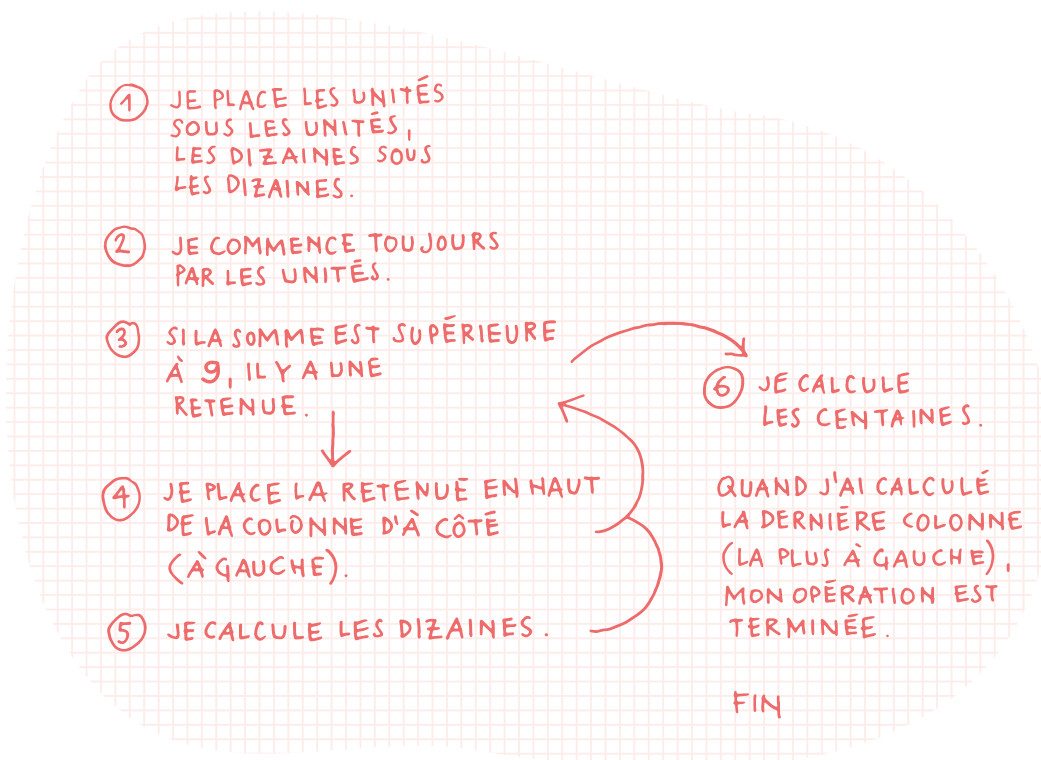 1 JE PLACE LES UNITÉS
SOUS LES UNITÉS,
LES DIZAINES SOUS
LES DIZAINES.
2 JE COMMENCE TOUJOURS
PAR LES UNITÉS.
3 SI LA SOMME EST SUPÉRIEURE
À 9, IL Y A UNE
RETENUE.
4 JE PLACE LA RETENUE EN HAUT
DE LA COLONNE D'À CÔTÉ
(À GAUCHE).
5 JE CALCULE LES DIZAINES.
6 JE CALCULE
LES CENTAINES.
QUAND J'AI CALCULÉ
LA DERNIÉRE COLONNE
(LA PLUS À GAUCHE),
MON OPÉRATION EST
TERMINÉE.
FIN